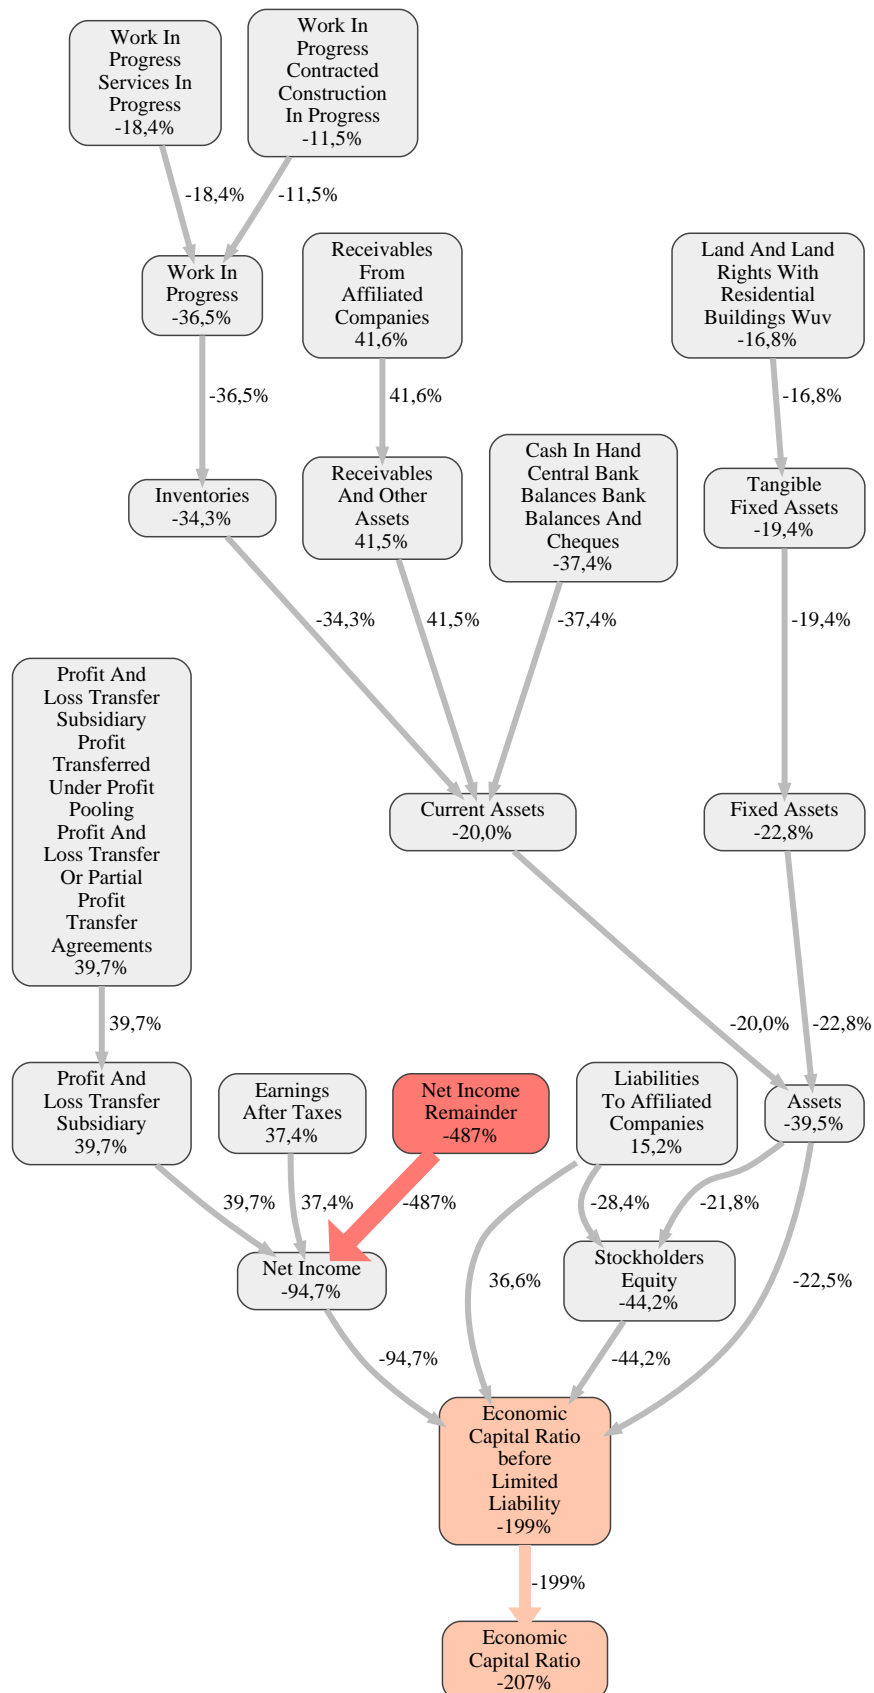 Work In
Progress
Services In
Progress
-18,4%
Work In
Progress
Contracted
Construction
In Progress
-11,5%
-18,4%
-11,5%
Work In
Progress
-36,5%
Receivables
From
Affiliated
Companies
41,6%
Land And Land
Rights With
Residential
Buildings Wuv
-16,8%
-36,5%
41,6%
-16,8%
Inventories
-34,3%
Receivables
And Other
Assets
41,5%
Cash In Hand
Central Bank
Balances Bank
Balances And
Cheques
-37,4%
Tangible
Fixed Assets
-19,4%
-34,3%
41,5%
-37,4%
-19,4%
Profit And
Loss Transfer
Subsidiary
Profit
Transferred
Under Profit
Pooling
Profit And
Loss Transfer
Or Partial
Profit
Transfer
Agreements
39,7%
Current Assets
-20,0%
Fixed Assets
-22,8%
39,7%
-20,0%
-22,8%
Profit And
Loss Transfer
Subsidiary
39,7%
Earnings
After Taxes
37,4%
Net Income
Remainder
-487%
Liabilities
To Affiliated
Companies
15,2%
Assets
-39,5%
39,7%
37,4%
-487%
-28,4%
-21,8%
Net Income
-94,7%
36,6%
Stockholders
Equity
-44,2%
-22,5%
-94,7%
-44,2%
Economic
Capital Ratio
before
Limited
Liability
-199%
-199%
Economic
Capital Ratio
-207%